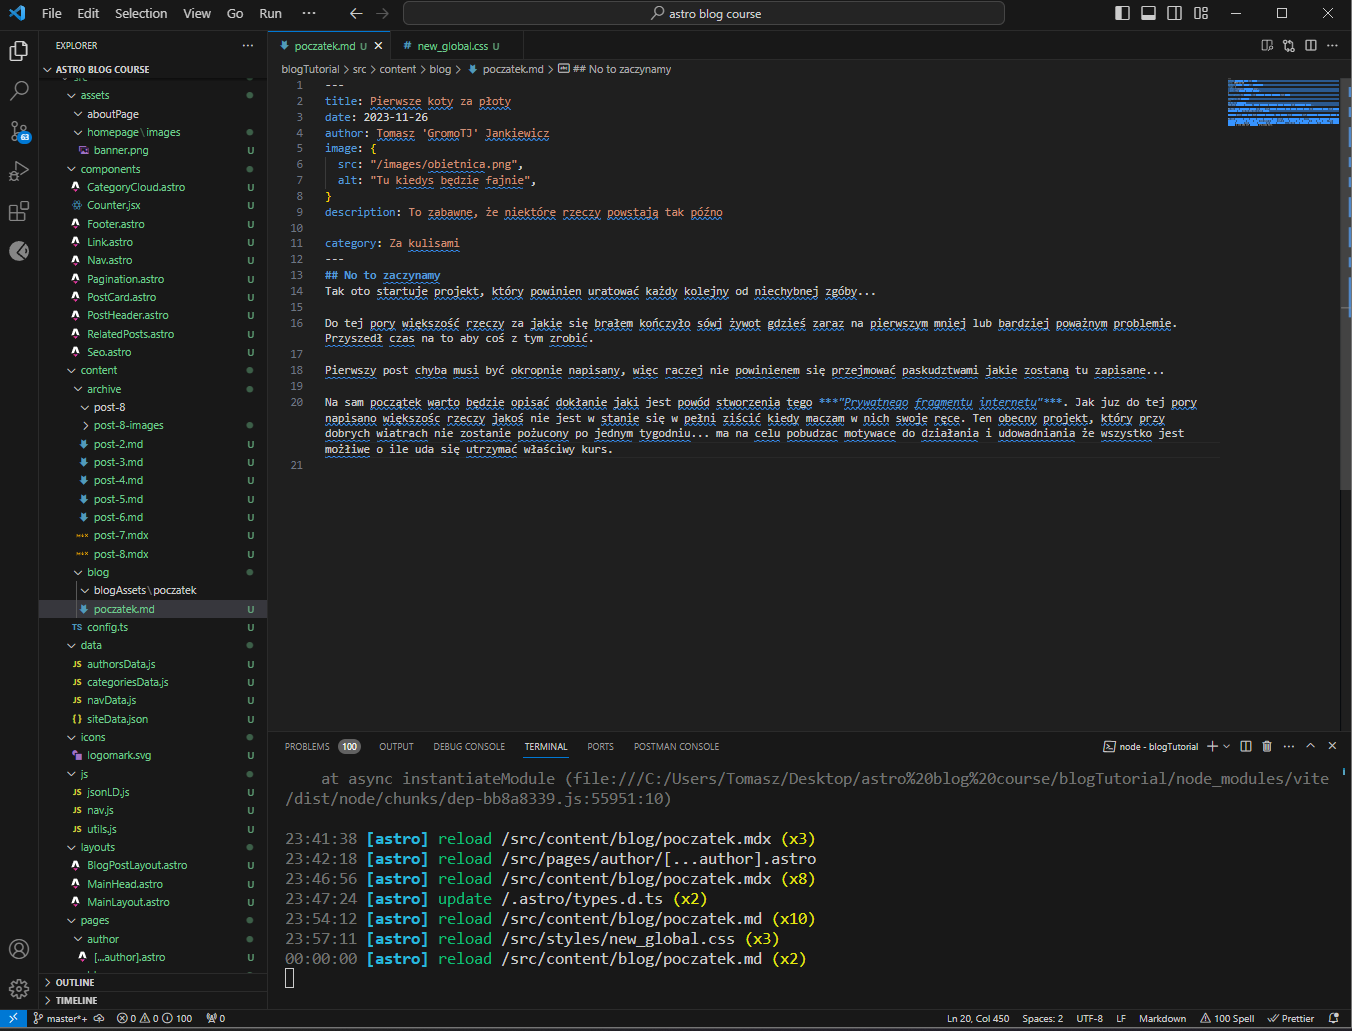 File Edit Selection View Go Run ··· astro blog course
EXPLORER ···
ASTRO BLOG COURSE
src
assets
aboutPage
homepage\images
banner.png U
components
CategoryCloud.astro U
Counter.jsx U
Footer.astro U
Link.astro U
Nav.astro U
Pagination.astro U
PostCard.astro U
PostHeader.astro U
RelatedPosts.astro U
Seo.astro U
content
archive
post-8
post-8-images
post-2.md U
post-3.md U
post-4.md U
post-5.md U
post-6.md U
post-7.mdx U
post-8.mdx U
blog
blogAssets\poczatek
poczatek.md U
TS config.ts U
data
JS authorsData.js U
JS categoriesData.js U
JS navData.js U
{} siteData.json U
icons
logomark.svg U
js
JS jsonLD.js U
JS nav.js U
JS utils.js U
layouts
BlogPostLayout.astro U
MainHead.astro U
MainLayout.astro U
pages
author
[...author].astro U
OUTLINE
TIMELINE
63
poczatek.md U
# new_global.css U
blogTutorial > src > content > blog > poczatek.md > ## No to zaczynamy
1 ---
2 title: Pierwsze koty za płoty
3 date: 2023-11-26
4 author: Tomasz 'GromoTJ' Jankiewicz
5 image: {
6 src: "/images/obietnica.png",
7 alt: "Tu kiedys będzie fajnie",
8 }
9 description: To zabawne, że niektóre rzeczy powstają tak późno
10
11 category: Za kulisami
12 ---
13 ## No to zaczynamy
14 Tak oto startuje projekt, który powinien uratować każdy kolejny od niechybnej zgóby...
15
16 Do tej pory większość rzeczy za jakie się brałem kończyło sówj żywot gdzieś zaraz na pierwszym mniej lub bardziej poważnym problemie.
Przyszedł czas na to aby coś z tym zrobić.
17
18 Pierwszy post chyba musi być okropnie napisany, więc raczej nie powinienem się przejmować paskudztwami jakie zostaną tu zapisane...
19
20 Na sam początek warto będzie opisać dokłanie jaki jest powód stworzenia tego ***"Prywatnego fragmentu internetu"***. Jak juz do tej pory
napisano większośc rzeczy jakoś nie jest w stanie się w pełni ziścić kiedy maczam w nich swoje ręce. Ten obecny projekt, który przy
dobrych wiatrach nie zostanie pożucony po jednym tygodniu... ma na celu pobudzac motywace do działania i udowadniania że wszystko jest
możżiwe o ile uda się utrzymać właściwy kurs.
21
PROBLEMS 100 OUTPUT DEBUG CONSOLE TERMINAL PORTS POSTMAN CONSOLE node - blogTutorial
at async instantiateModule (file:///C:/Users/Tomasz/Desktop/astro%20blog%20course/blogTutorial/node_modules/vite
/dist/node/chunks/dep-bb8a8339.js:55951:10)
23:41:38 [astro] reload /src/content/blog/poczatek.mdx (x3)
23:42:18 [astro] reload /src/pages/author/[...author].astro
23:46:56 [astro] reload /src/content/blog/poczatek.mdx (x8)
23:47:24 [astro] update /.astro/types.d.ts (x2)
23:54:12 [astro] reload /src/content/blog/poczatek.md (x10)
23:57:11 [astro] reload /src/styles/new_global.css (x3)
00:00:00 [astro] reload /src/content/blog/poczatek.md (x2)
master*+ 0 0 100 0 Ln 20, Col 450 Spaces: 2 UTF-8 LF Markdown 100 Spell Prettier